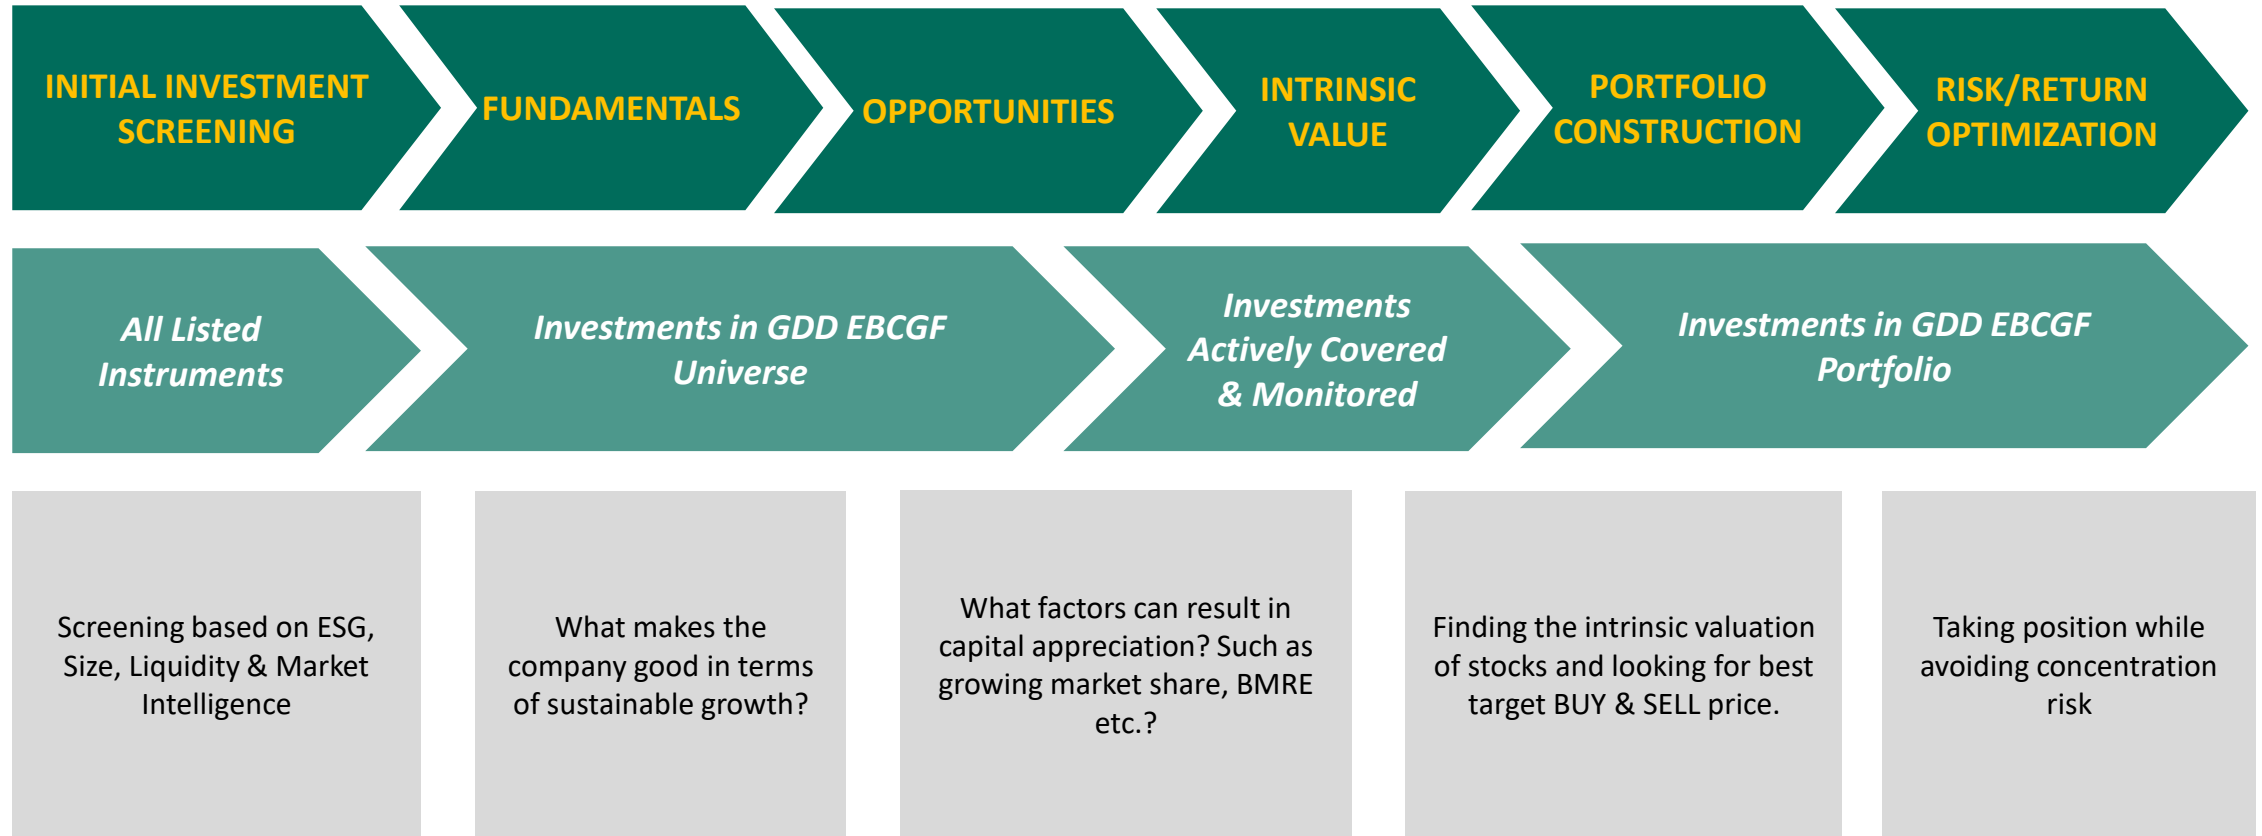 INITIAL INVESTMENT
SCREENING
FUNDAMENTALS
OPPORTUNITIES
INTRINSIC
VALUE
PORTFOLIO
CONSTRUCTION
RISK/RETURN
OPTIMIZATION
All Listed
Instruments
Investments in GDD EBCGF
Universe
Investments
Actively Covered
& Monitored
Investments in GDD EBCGF
Portfolio
Screening based on ESG,
Size, Liquidity & Market
Intelligence
What makes the
company good in terms
of sustainable growth?
What factors can result in
capital appreciation? Such as
growing market share, BMRE
etc.?
Finding the intrinsic valuation
of stocks and looking for best
target BUY & SELL price.
Taking position while
avoiding concentration
risk